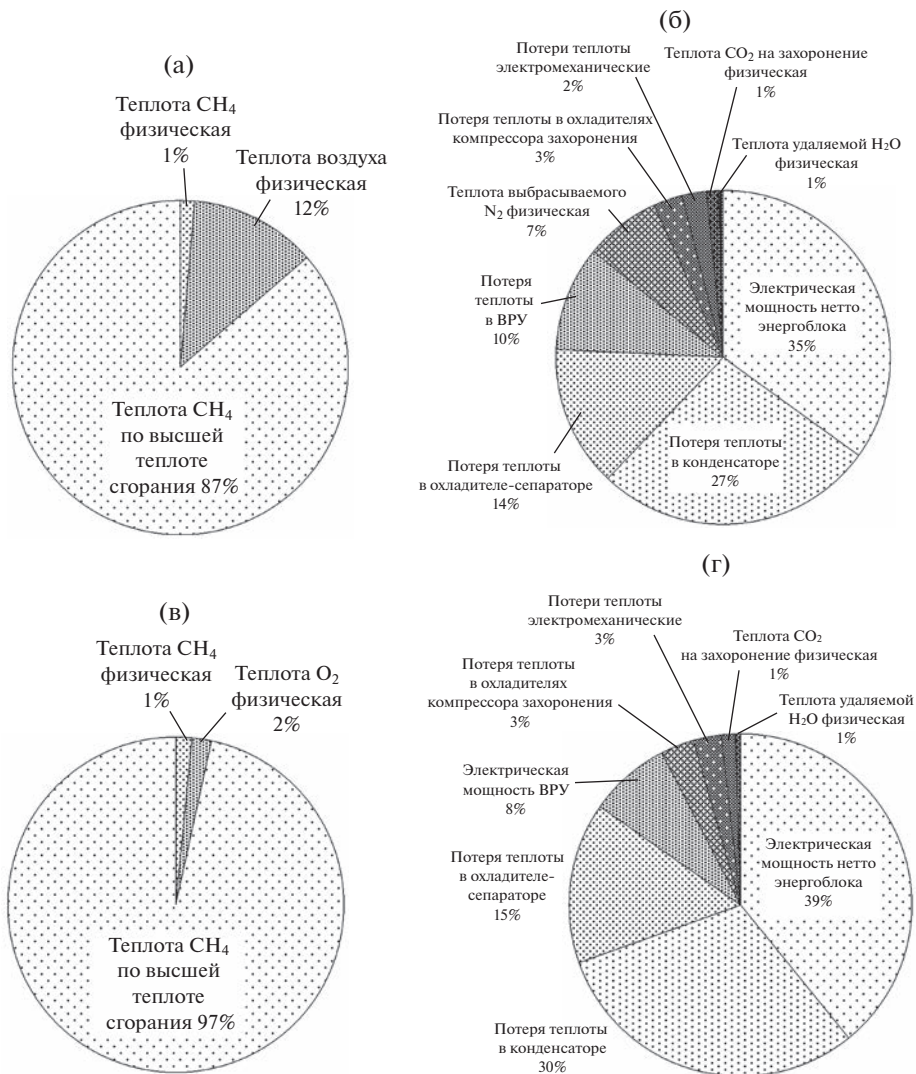 (а)
Теплота CH₄
физическая
1%
Теплота воздуха
физическая
12%
Теплота CH₄
по высшей
теплоте
сгорания 87%
(б)
Потери теплоты
электромеханические
2%
Теплота CO₂ на захоронение
физическая
1%
Потеря теплоты в охладителях
компрессора захоронения
3%
Теплота удаляемой H₂O
физическая
1%
Теплота выбрасываемого
N₂ физическая
7%
Потеря
теплоты
в ВРУ
10%
Электрическая
мощность нетто
энергоблока
35%
Потеря теплоты
в охладителе-сепараторе
14%
Потеря теплоты
в конденсаторе
27%
(в)
Теплота CH₄
физическая
1%
Теплота O₂
физическая
2%
Теплота CH₄
по высшей
теплоте
сгорания 97%
(г)
Потери теплоты
электромеханические
3%
Теплота CO₂
на захоронение физическая
1%
Потеря теплоты
в охладителях
компрессора захоронения
3%
Теплота удаляемой
H₂O физическая
1%
Электрическая
мощность ВРУ
8%
Электрическая
мощность нетто
энергоблока
39%
Потеря теплоты
в охладителе-
сепараторе
15%
Потеря теплоты
в конденсаторе
30%